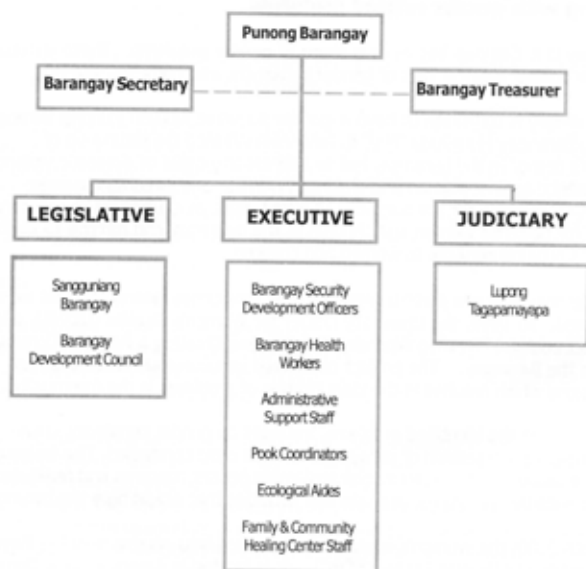 Punong Barangay
Barangay Secretary
Barangay Treasurer
LEGISLATIVE
EXECUTIVE
JUDICIARY
Sangguniang
Barangay
Barangay
Development Council
Barangay Security
Development Officers
Barangay Health
Workers
Administrative
Support Staff
Pook Coordinators
Ecological Aides
Family & Community
Healing Center Staff
Lupong
Tagapamayapa